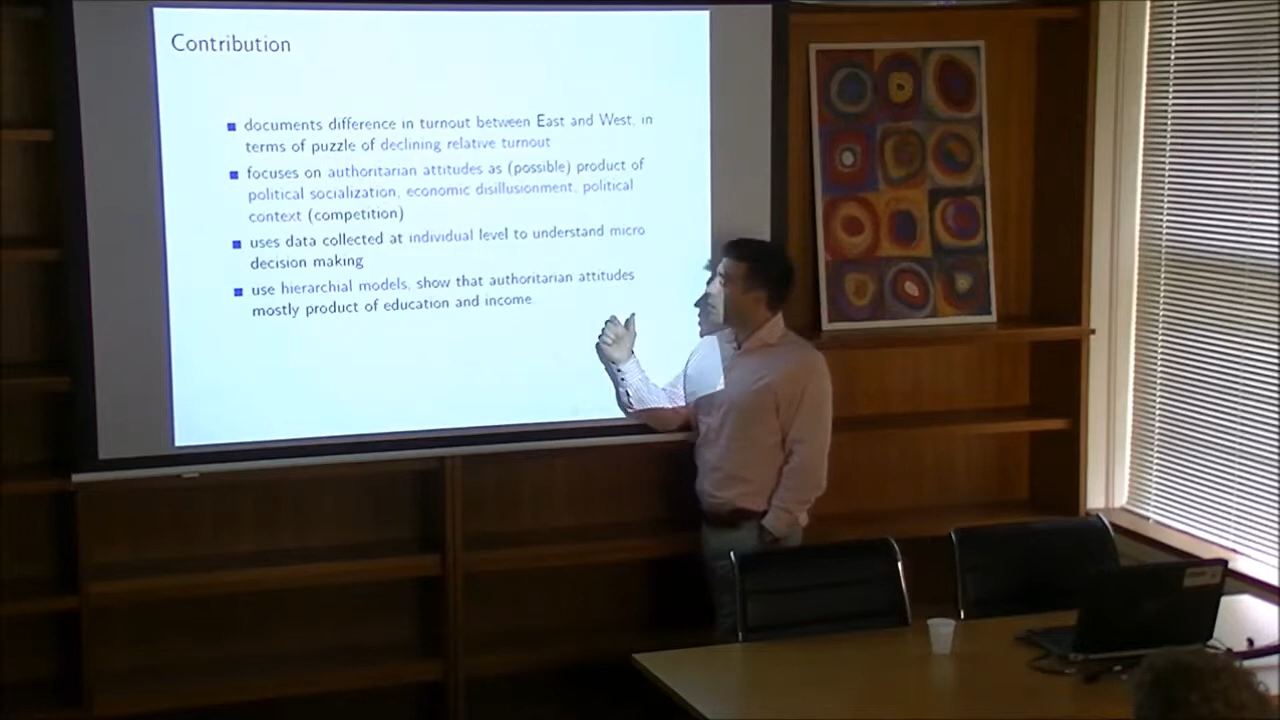 Contribution
documents difference in turnout between East and West, in
terms of puzzle of declining relative turnout
focuses on authoritarian attitudes as (possible) product of
political socialization, economic disillusionment, political
context (competition)
uses data collected at individual level to understand micro
decision making
use hierarchial models, show that authoritarian attitudes
mostly product of education and income